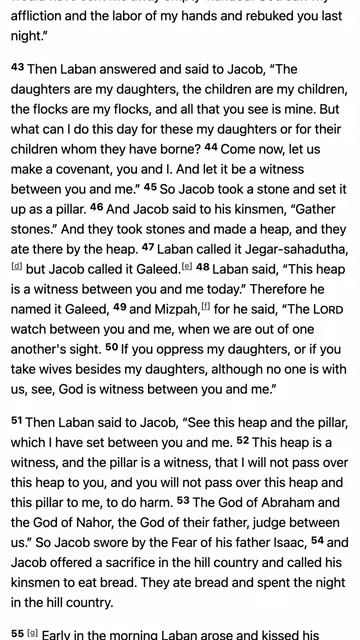 affliction and the labor of my hands and rebuked you last
night.”
43 Then Laban answered and said to Jacob, “The
daughters are my daughters, the children are my children,
the flocks are my flocks, and all that you see is mine. But
what can I do this day for these my daughters or for their
children whom they have borne? 44 Come now, let us
make a covenant, you and I. And let it be a witness
between you and me.” 45 So Jacob took a stone and set it
up as a pillar. 46 And Jacob said to his kinsmen, “Gather
stones.” And they took stones and made a heap, and they
ate there by the heap. 47 Laban called it Jegar-sahadutha,
[d] but Jacob called it Galeed.[e] 48 Laban said, “This heap
is a witness between you and me today.” Therefore he
named it Galeed, 49 and Mizpah,[f] for he said, “The LORD
watch between you and me, when we are out of one
another's sight. 50 If you oppress my daughters, or if you
take wives besides my daughters, although no one is with
us, see, God is witness between you and me.”
51 Then Laban said to Jacob, “See this heap and the pillar,
which I have set between you and me. 52 This heap is a
witness, and the pillar is a witness, that I will not pass over
this heap to you, and you will not pass over this heap and
this pillar to me, to do harm. 53 The God of Abraham and
the God of Nahor, the God of their father, judge between
us.” So Jacob swore by the Fear of his father Isaac, 54 and
Jacob offered a sacrifice in the hill country and called his
kinsmen to eat bread. They ate bread and spent the night
in the hill country.
55 [g] Early in the morning Laban arose and kissed his